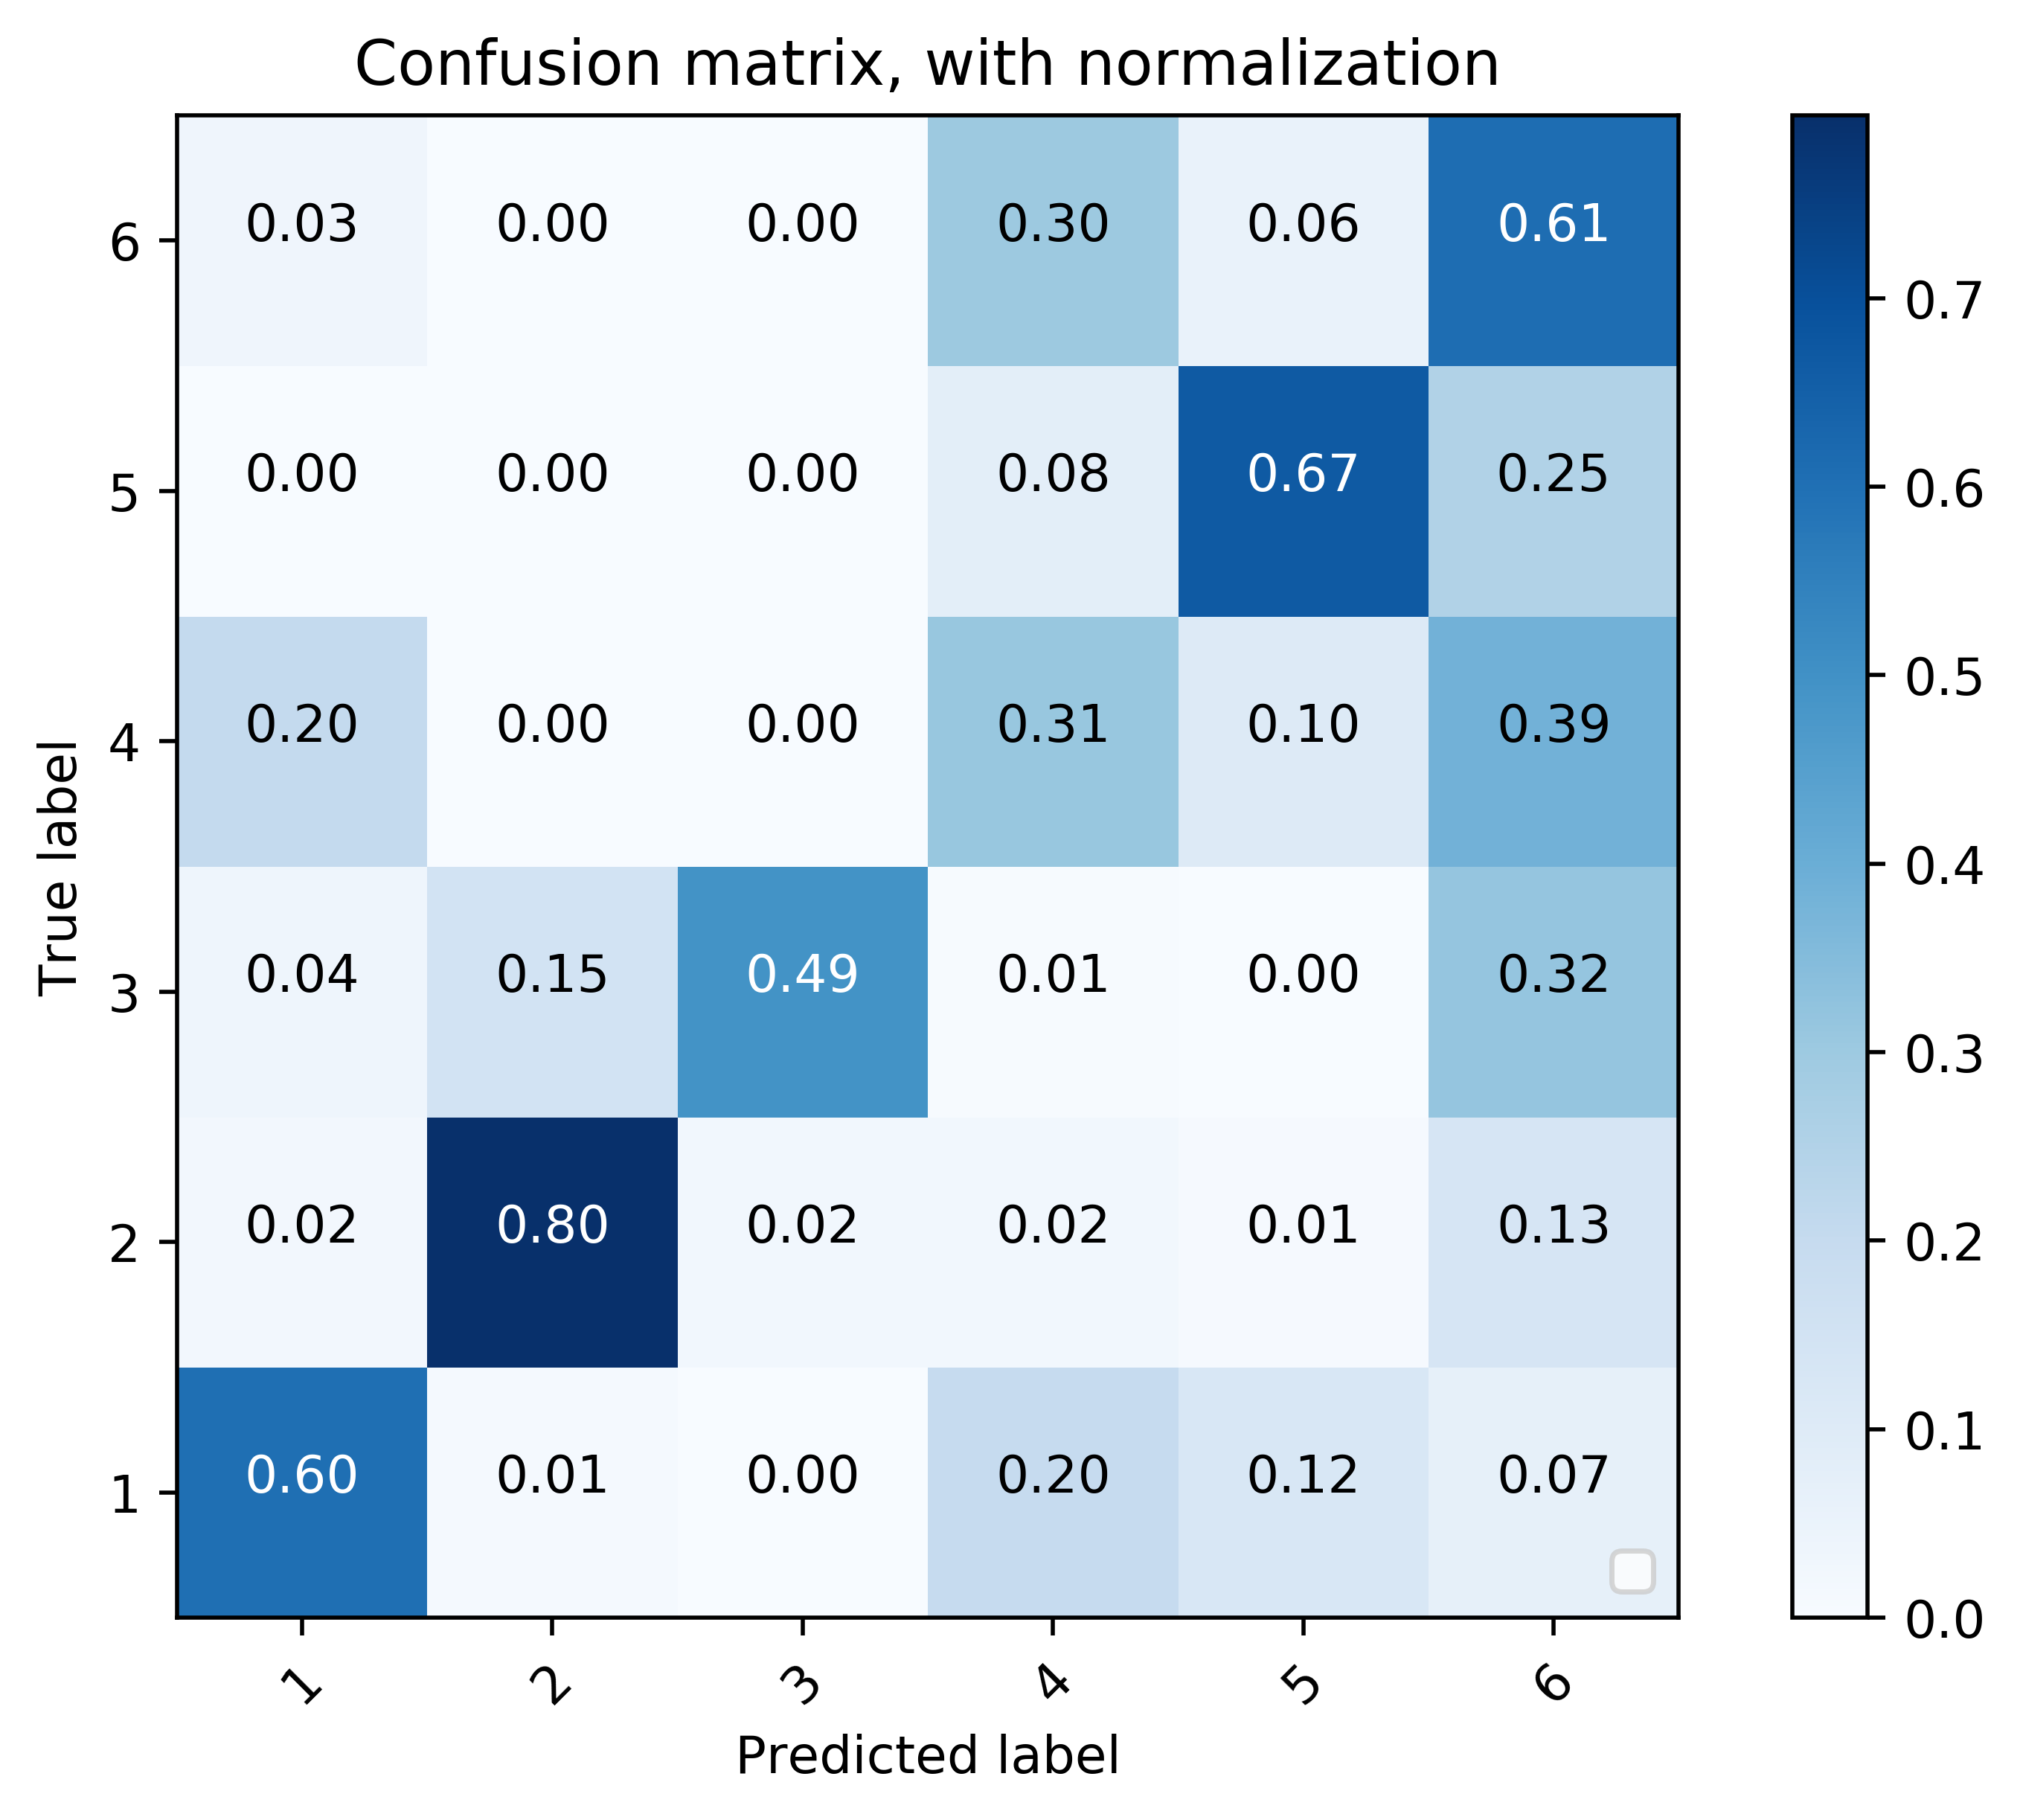 Confusion matrix, with normalization
True label
6 0.03 0.00 0.00 0.30 0.06 0.61
5 0.00 0.00 0.00 0.08 0.67 0.25
4 0.20 0.00 0.00 0.31 0.10 0.39
3 0.04 0.15 0.49 0.01 0.00 0.32
2 0.02 0.80 0.02 0.02 0.01 0.13
1 0.60 0.01 0.00 0.20 0.12 0.07
1 2 3 4 5 6
Predicted label
0.7
0.6
0.5
0.4
0.3
0.2
0.1
0.0